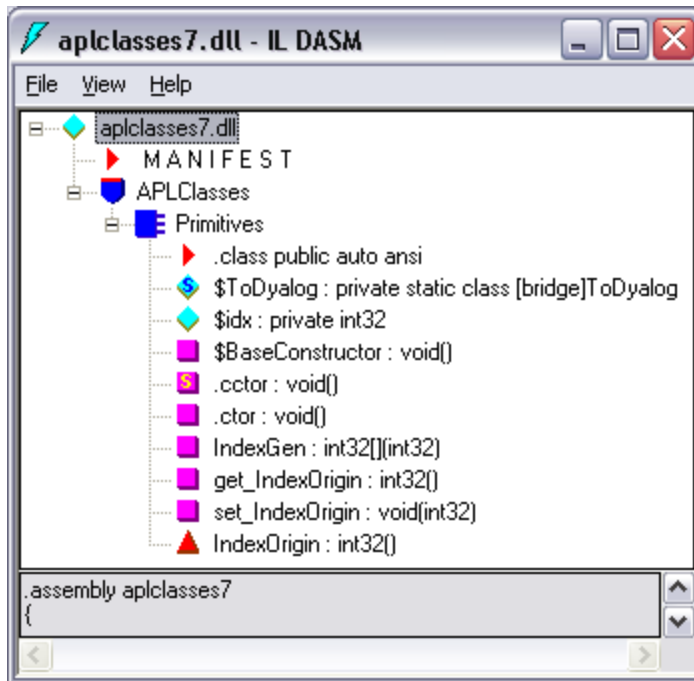 aplclasses7.dll - IL DASM
File View Help
aplclasses7.dll
M A N I F E S T
APLClasses
Primitives
.class public auto ansi
$ToDyalog : private static class [bridge]ToDyalog
$idx : private int32
$BaseConstructor : void()
.cctor : void()
.ctor : void()
IndexGen : int32[](int32)
get_IndexOrigin : int32()
set_IndexOrigin : void(int32)
IndexOrigin : int32()
.assembly aplclasses7
{